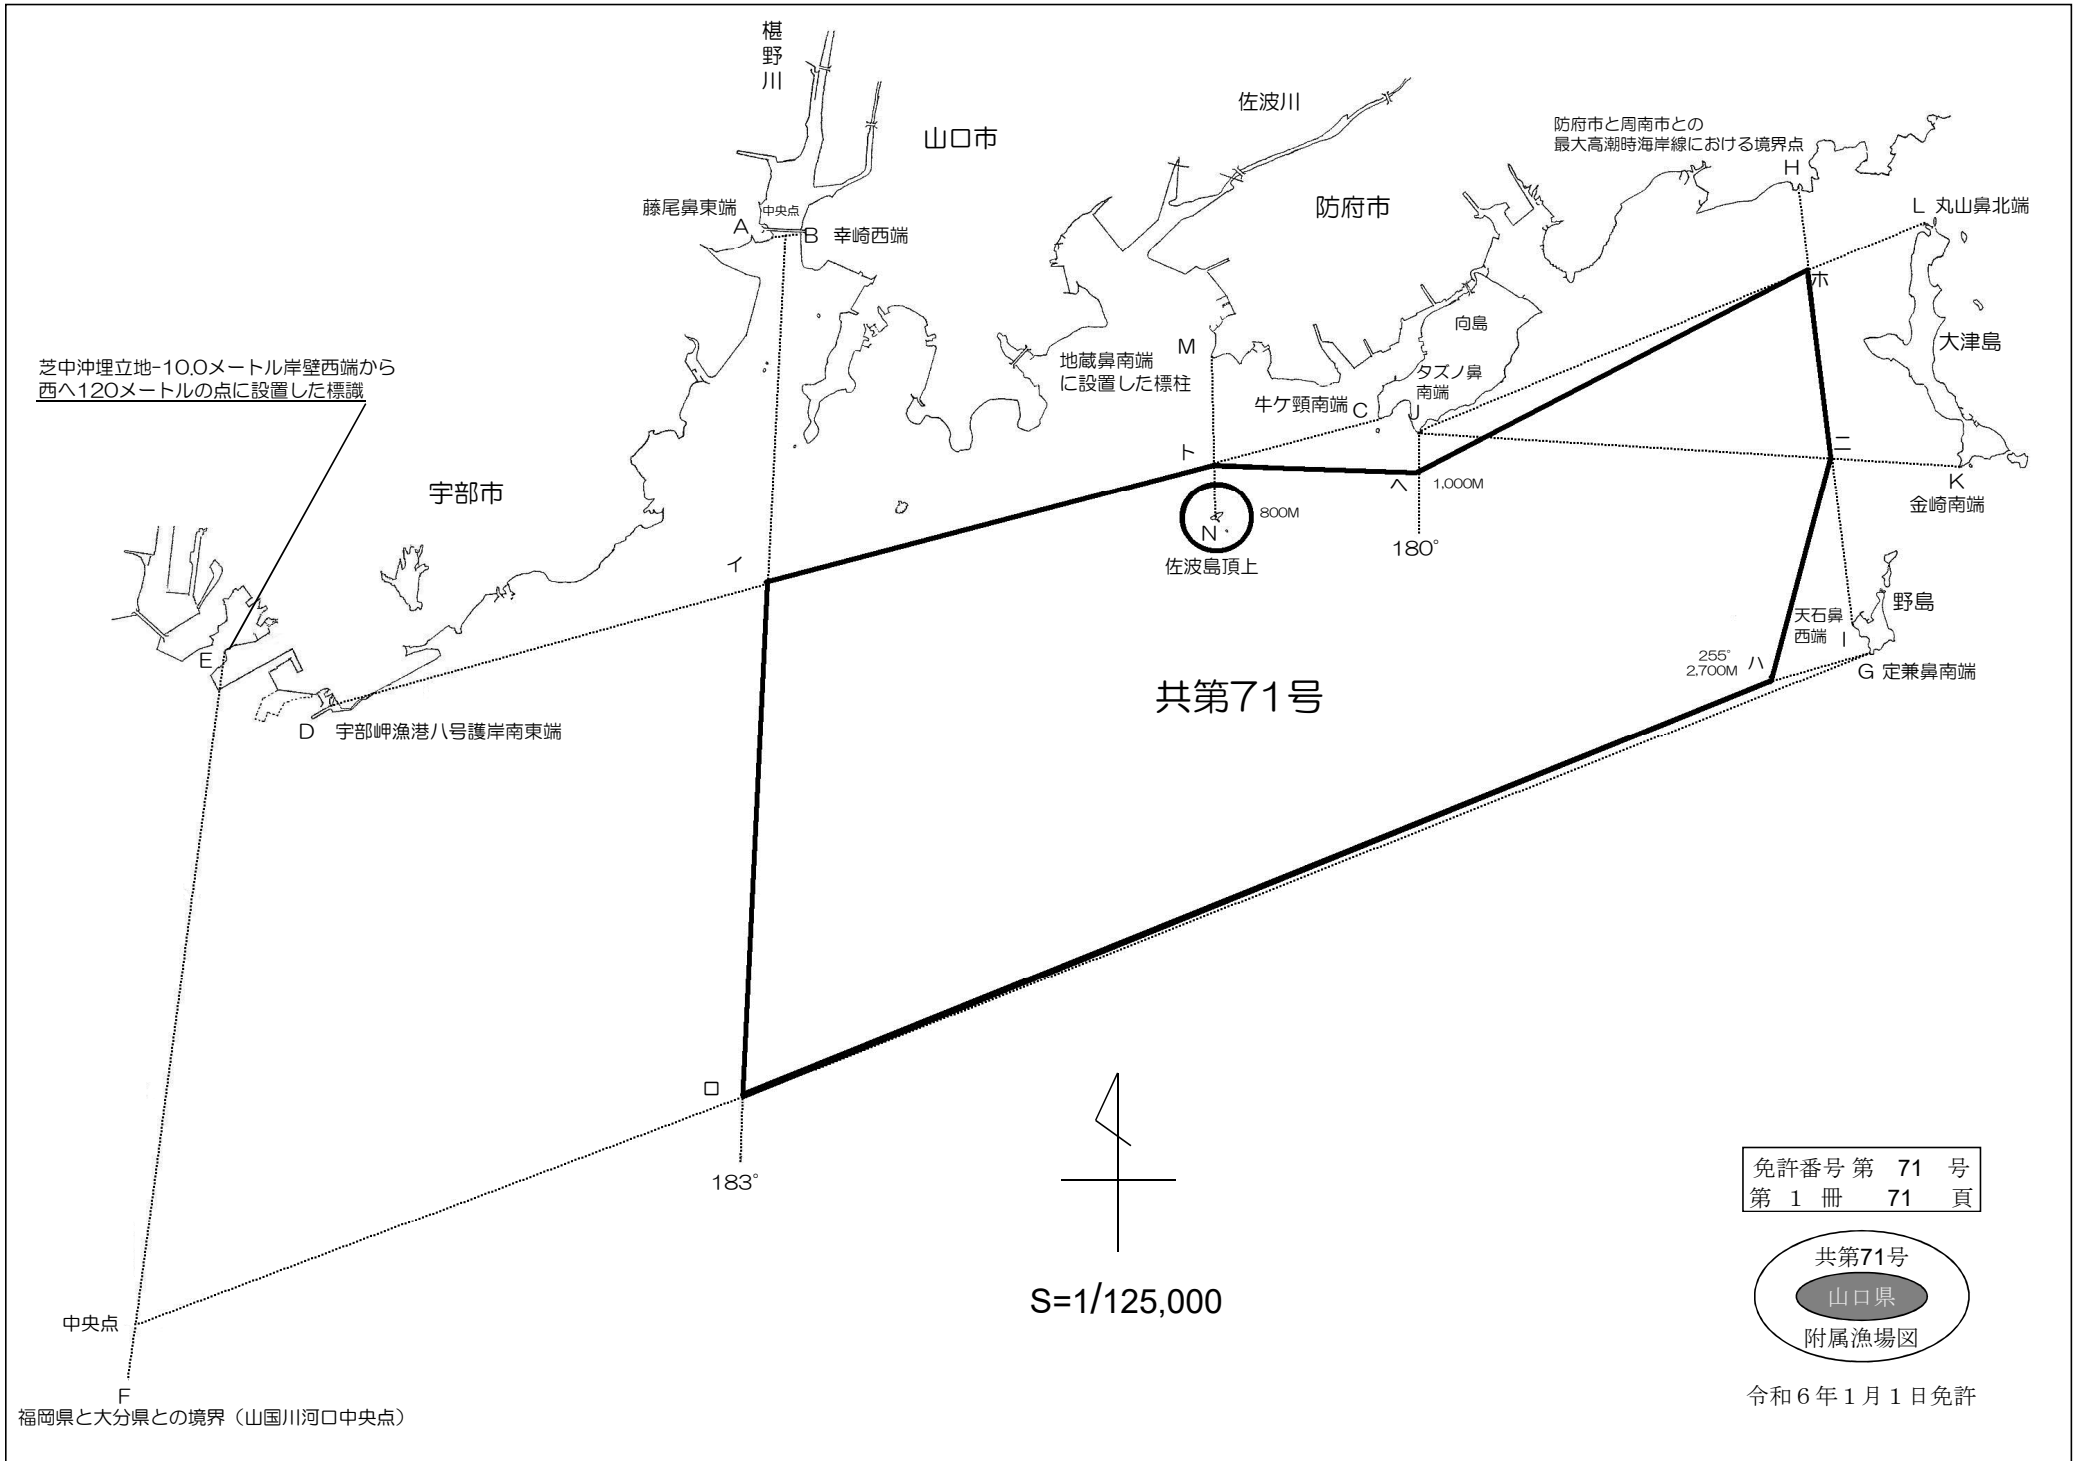 椹野川
山口市
佐波川
防府市と周南市との
最大高潮時海岸線における境界点
H
藤尾鼻東端
A
中央点
B
幸崎西端
防府市
L 丸山鼻北端
ホ
向島
大津島
芝中沖埋立地-10.0メートル岸壁西端から
西へ120メートルの点に設置した標識
M
地蔵鼻南端
に設置した標柱
タズノ鼻
南端
牛ケ頸南端
C
J
ト
ニ
宇部市
ヘ
1,000M
K
金崎南端
800M
N
180°
イ
佐波島頂上
野島
天石鼻
西端
I
E
255°
2,700M
ハ
G 定兼鼻南端
共第71号
D 宇部岬漁港八号護岸南東端
ロ
183°
免許番号 第 71 号
第 1 冊 71 頁
共第71号
山口県
附属漁場図
S=1/125,000
中央点
F
福岡県と大分県との境界（山国川河口中央点）
令和６年１月１日免許